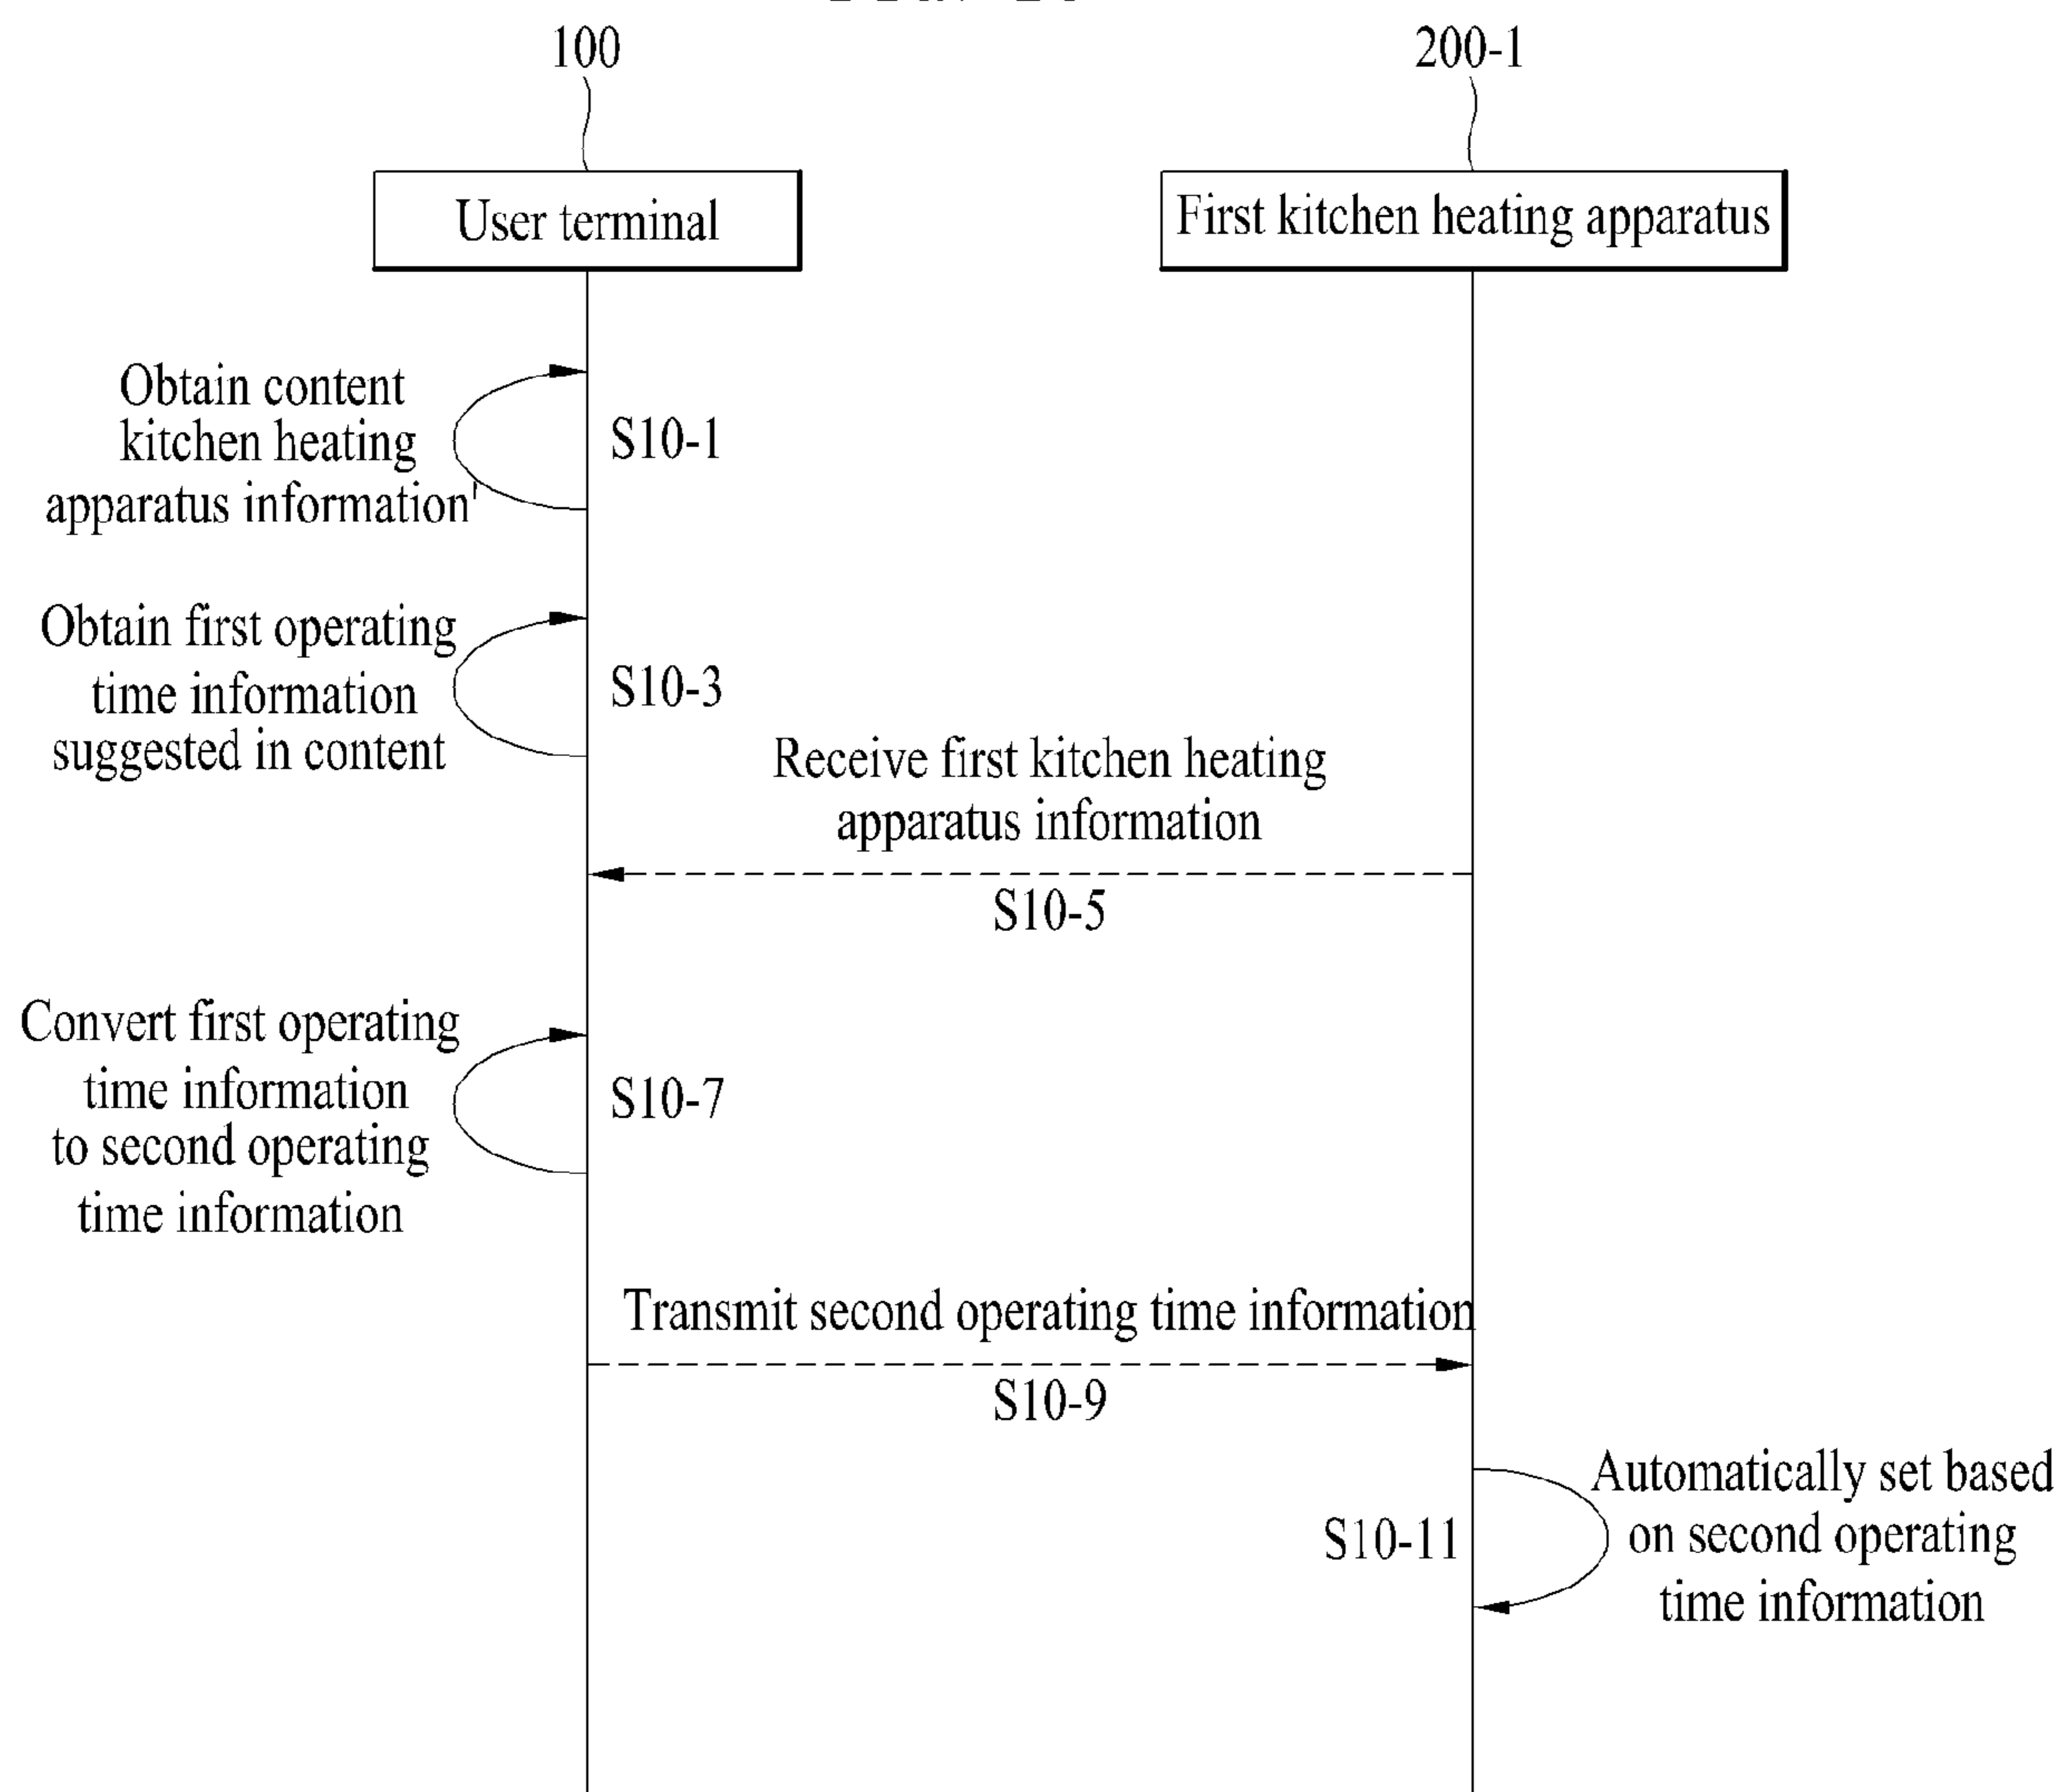 100
200-1
User terminal
First kitchen heating apparatus
Obtain content
kitchen heating
apparatus information'
S10-1
Obtain first operating
time information
suggested in content
S10-3
Receive first kitchen heating
apparatus information
S10-5
Convert first operating
time information
to second operating
time information
S10-7
Transmit second operating time information
S10-9
Automatically set based
on second operating
time information
S10-11